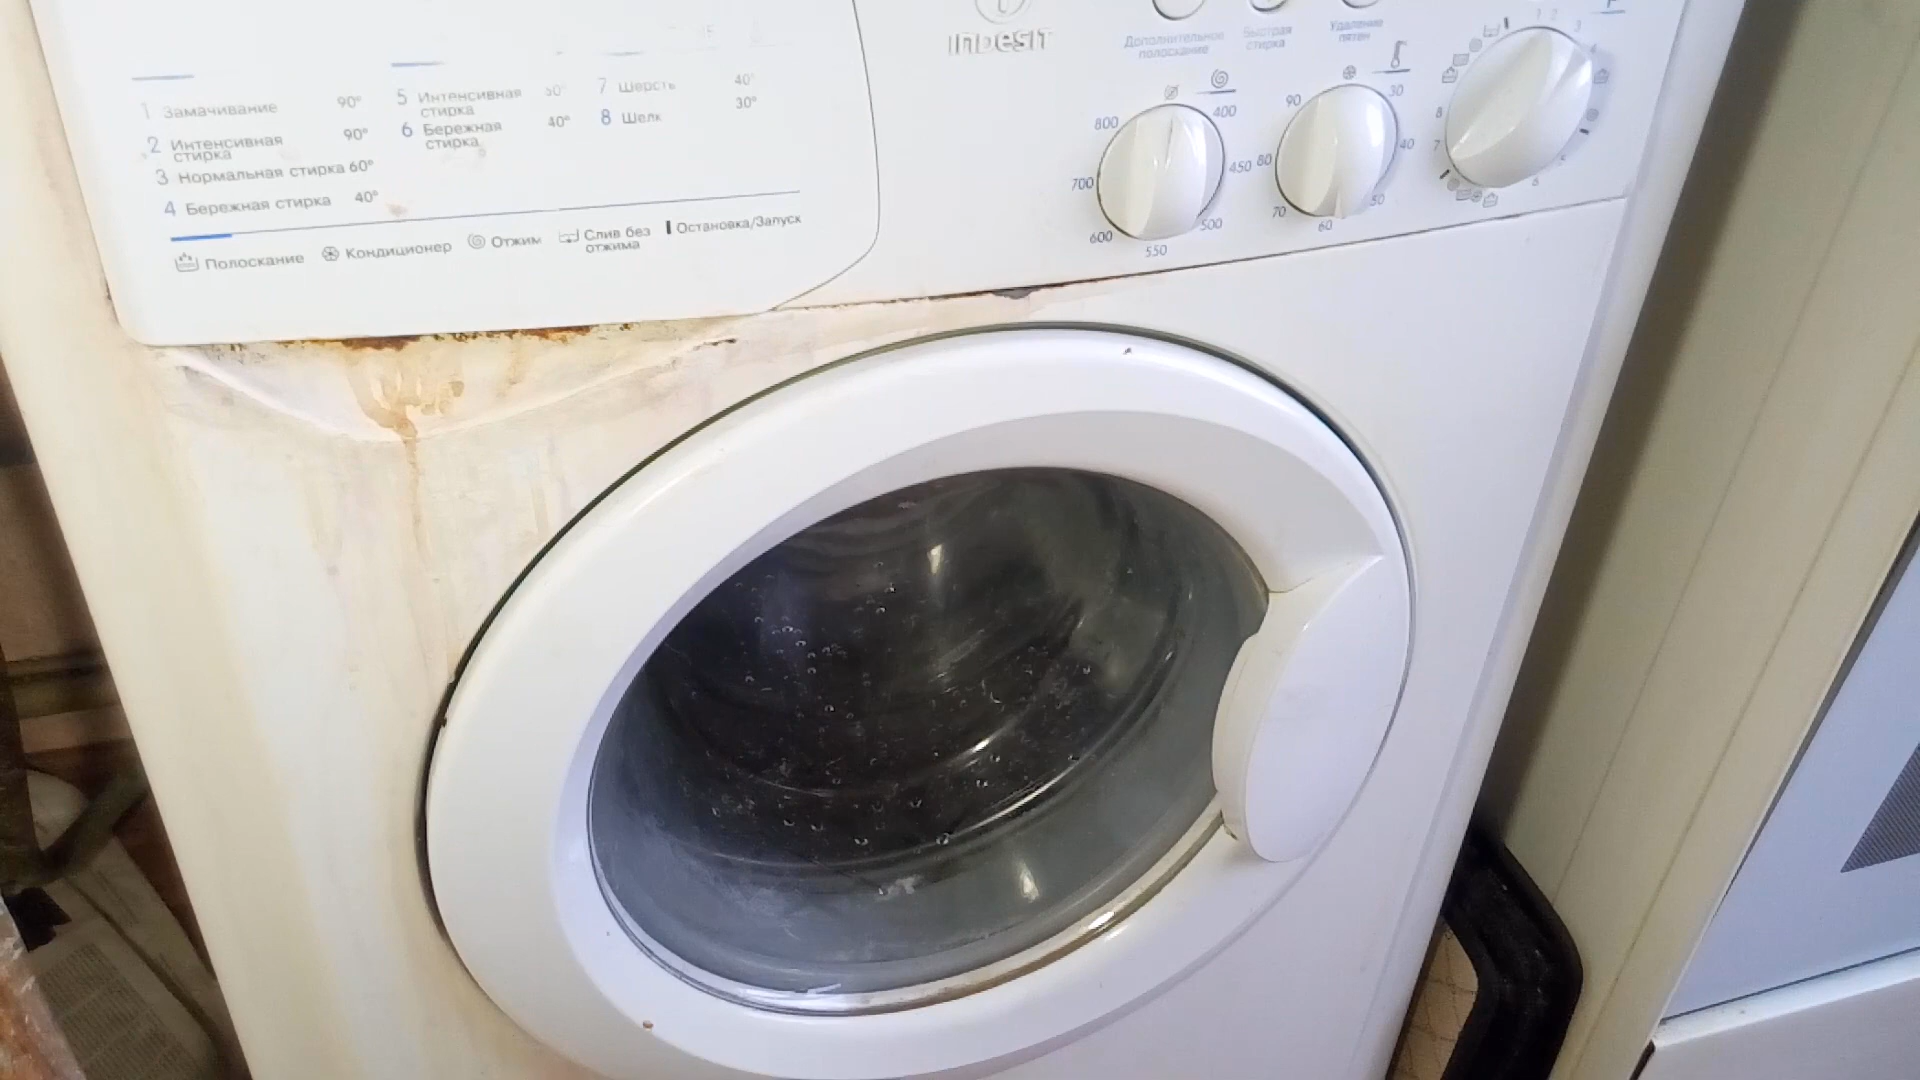 INDESIT
Дополнительное
полоскание
Быстрая
стирка
Удаление
пятен
1 Замачивание 90°
2 Интенсивная
стирка 90°
3 Нормальная стирка 60°
4 Бережная стирка 40°
5 Интенсивная
стирка
6 Бережная
стирка 40°
7 Шерсть 40°
8 Шелк 30°
Полоскание
Кондиционер
Отжим
Слив без
отжима
Остановка/Запуск
400
450
500
550
600
700
800
30
40
50
60
70
80
90
1
2
3
4
5
6
7
8